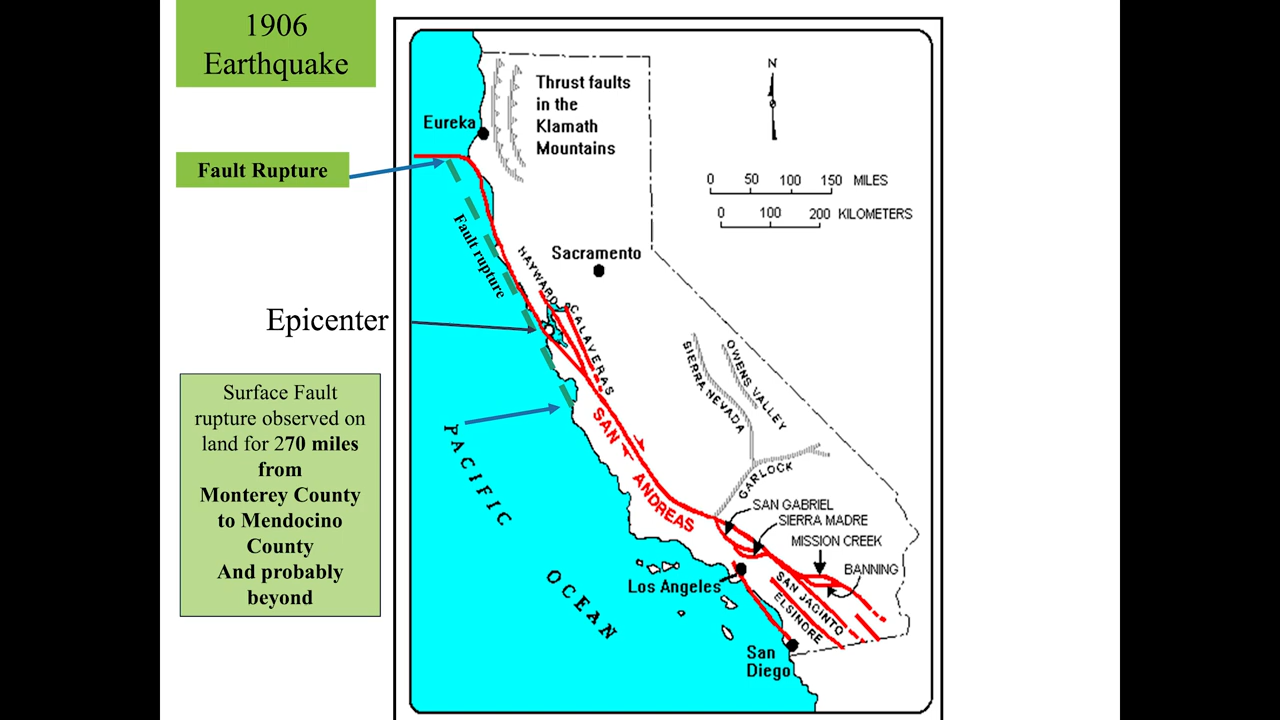 1906
Earthquake
Fault Rupture
Fault rupture
Epicenter
Surface Fault
rupture observed on
land for 270 miles
from
Monterey County
to Mendocino
County
And probably
beyond
Thrust faults
in the
Klamath
Mountains
N
Eureka
0 50 100 150 MILES
0 100 200 KILOMETERS
Sacramento
HAYWARD &
CALAVERAS
SIERRA NEVADA
OWENS VALLEY
GARLOCK
SAN ANDREAS
PACIFIC
OCEAN
SAN GABRIEL
SIERRA MADRE
MISSION CREEK
BANNING
Los Angeles
SAN JACINTO
ELSINORE
San
Diego